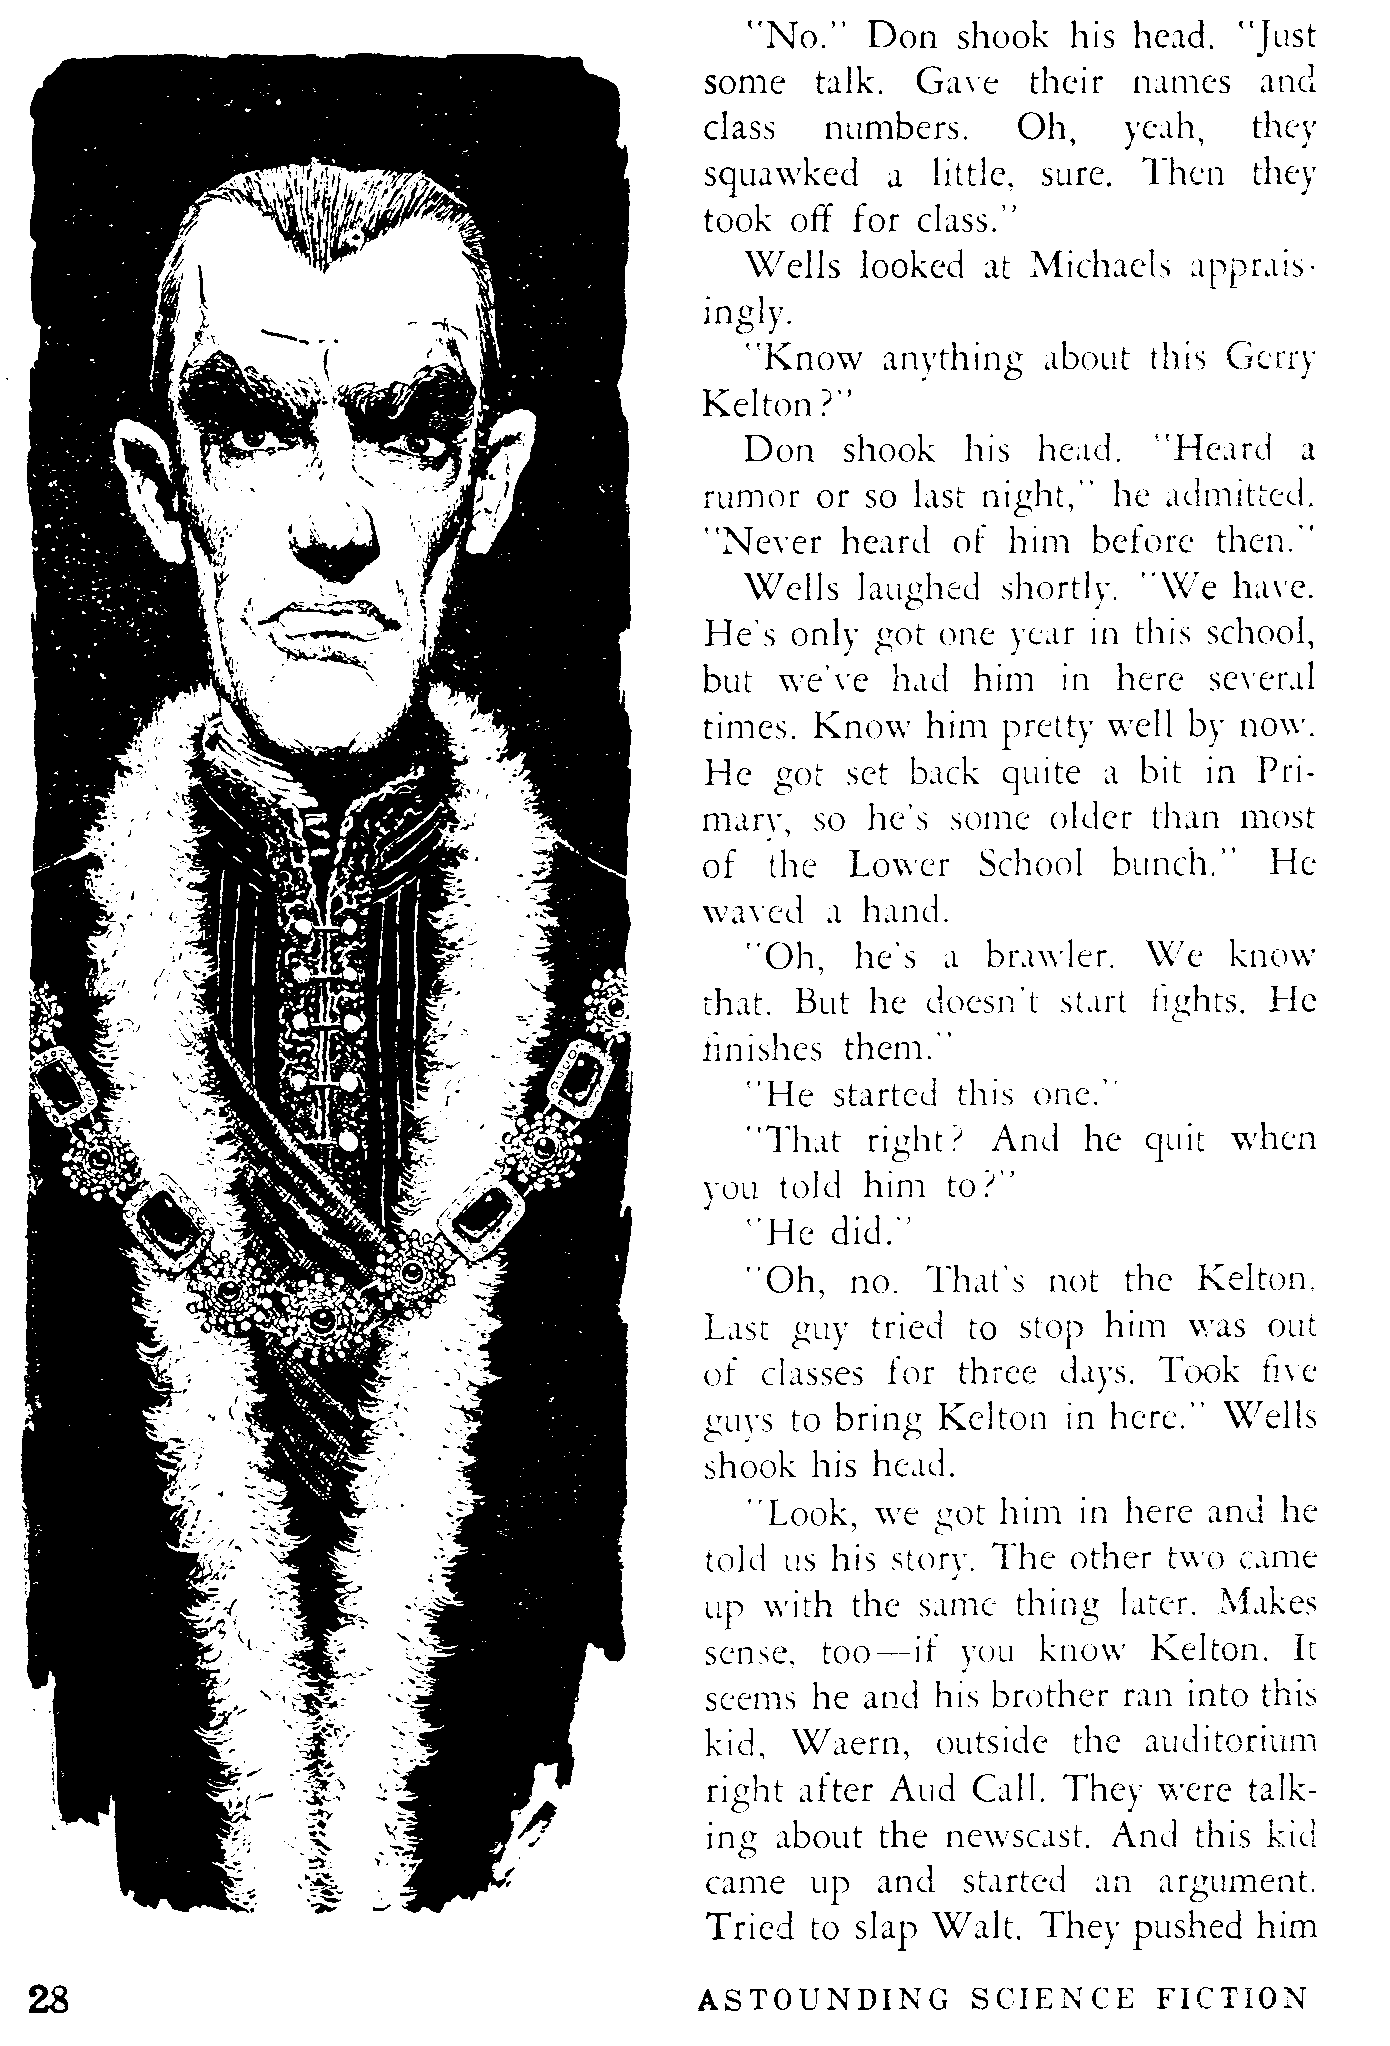 "No." Don shook his head. "Just
some talk. Gave their names and
class numbers. Oh, yeah, they
squawked a little, sure. Then they
took off for class."
Wells looked at Michaels apprais-
ingly.
"Know anything about this Gerry
Kelton?"
Don shook his head. "Heard a
rumor or so last night," he admitted.
"Never heard of him before then."
Wells laughed shortly. "We have.
He's only got one year in this school,
but we've had him in here several
times. Know him pretty well by now.
He got set back quite a bit in Pri-
mary, so he's some older than most
of the Lower School bunch." He
waved a hand.
"Oh, he's a brawler. We know
that. But he doesn't start fights. He
finishes them."
"He started this one."
"That right? And he quit when
you told him to?"
"He did."
"Oh, no. That's not the Kelton.
Last guy tried to stop him was out
of classes for three days. Took five
guys to bring Kelton in here." Wells
shook his head.
"Look, we got him in here and he
told us his story. The other two came
up with the same thing later. Makes
sense, too—if you know Kelton. It
seems he and his brother ran into this
kid, Waern, outside the auditorium
right after Aud Call. They were talk-
ing about the newscast. And this kid
came up and started an argument.
Tried to slap Walt. They pushed him
28
ASTOUNDING SCIENCE FICTION